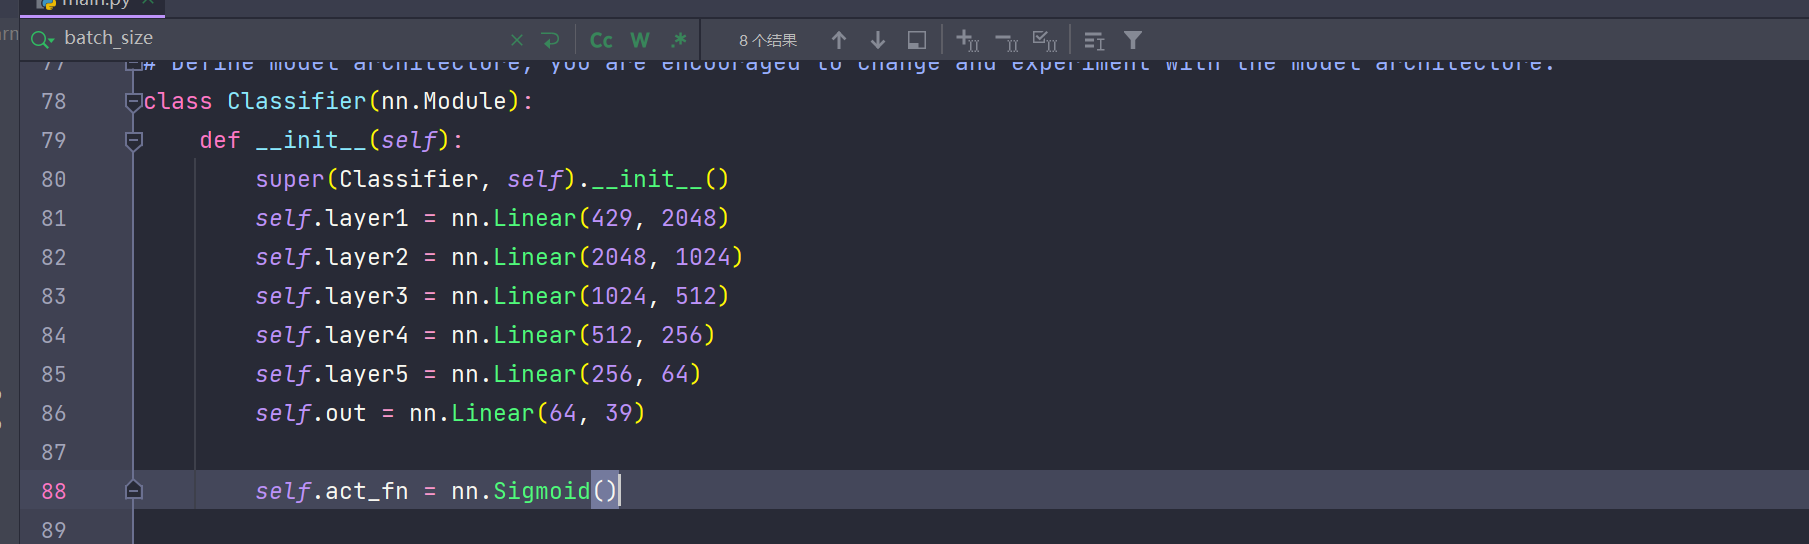 main.py
batch_size
Cc W .*
8 个结果
77 # Define model architecture, you are encouraged to change and experiment with the model architecture.
78 class Classifier(nn.Module):
79 def __init__(self):
80 super(Classifier, self).__init__()
81 self.layer1 = nn.Linear(429, 2048)
82 self.layer2 = nn.Linear(2048, 1024)
83 self.layer3 = nn.Linear(1024, 512)
84 self.layer4 = nn.Linear(512, 256)
85 self.layer5 = nn.Linear(256, 64)
86 self.out = nn.Linear(64, 39)
87
88 self.act_fn = nn.Sigmoid()
89